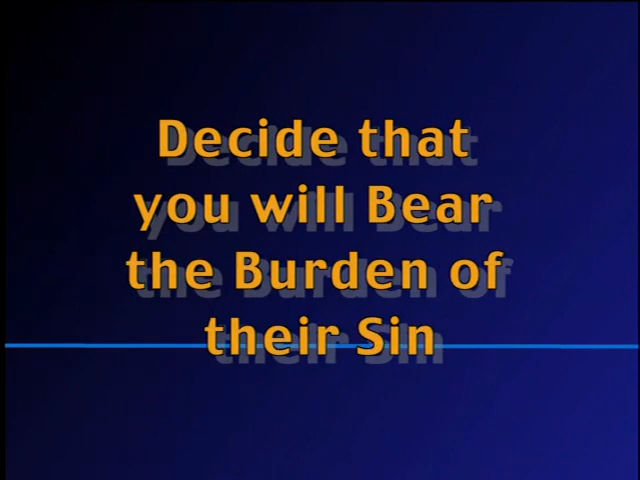 Decide that
you will Bear
the Burden of
their Sin